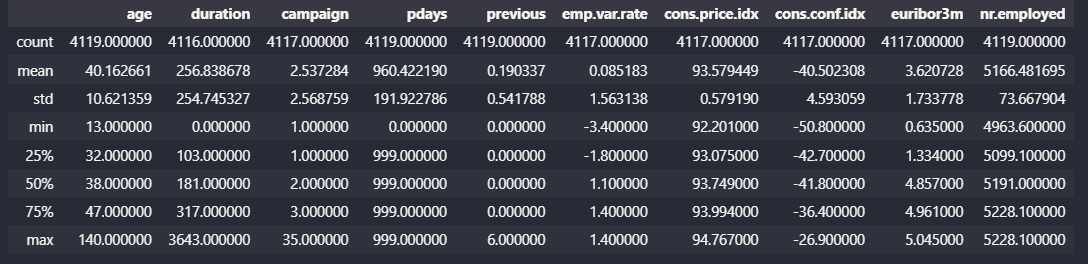 age duration campaign pdays previous emp.var.rate cons.price.idx cons.conf.idx euribor3m nr.employed
count 4119.000000 4116.000000 4117.000000 4119.000000 4119.000000 4117.000000 4117.000000 4117.000000 4117.000000 4119.000000
mean 40.162661 256.838678 2.537284 960.422190 0.190337 0.085183 93.579449 -40.502308 3.620728 5166.481695
std 10.621359 254.745327 2.568759 191.922786 0.541788 1.563138 0.579190 4.593059 1.733778 73.667904
min 13.000000 0.000000 1.000000 0.000000 0.000000 -3.400000 92.201000 -50.800000 0.635000 4963.600000
25% 32.000000 103.000000 1.000000 999.000000 0.000000 -1.800000 93.075000 -42.700000 1.334000 5099.100000
50% 38.000000 181.000000 2.000000 999.000000 0.000000 1.100000 93.749000 -41.800000 4.857000 5191.000000
75% 47.000000 317.000000 3.000000 999.000000 0.000000 1.400000 93.994000 -36.400000 4.961000 5228.100000
max 140.000000 3643.000000 35.000000 999.000000 6.000000 1.400000 94.767000 -26.900000 5.045000 5228.100000